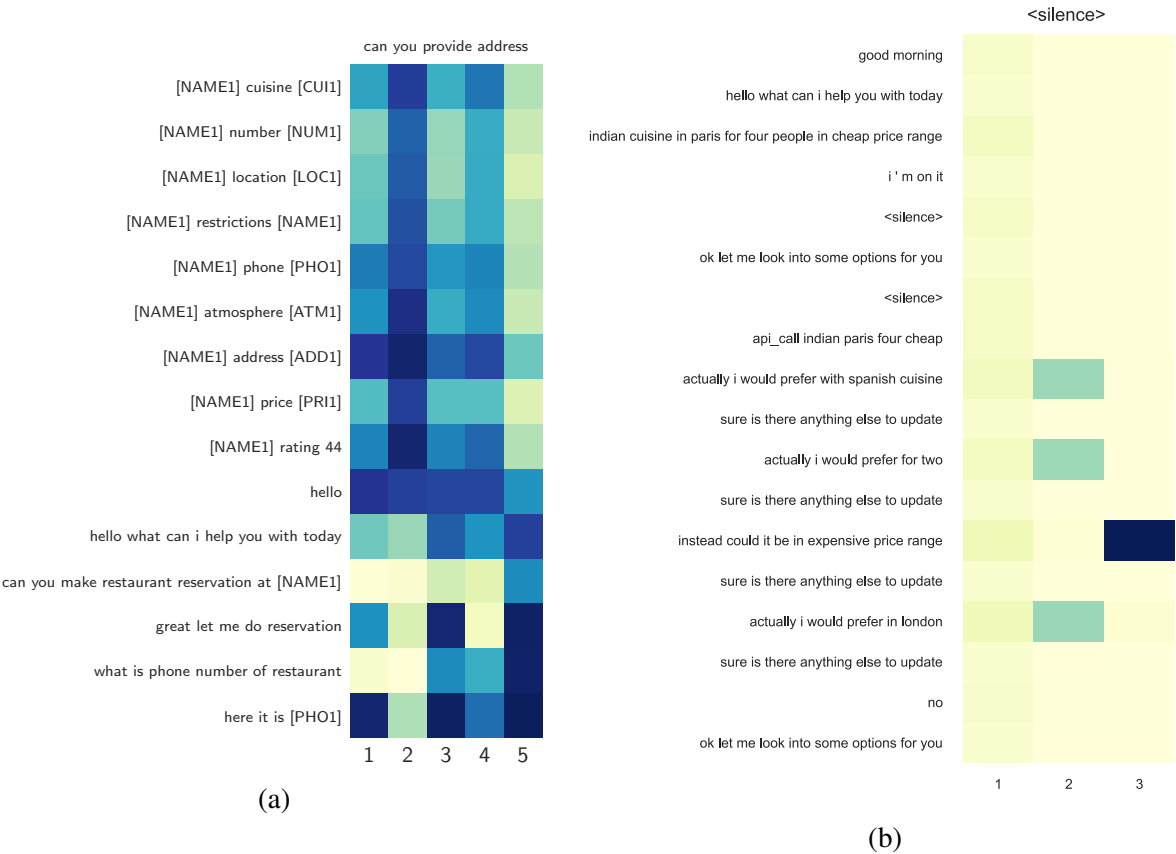 can you provide address
[NAME1] cuisine [CUI1]
[NAME1] number [NUM1]
[NAME1] location [LOC1]
[NAME1] restrictions [NAME1]
[NAME1] phone [PHO1]
[NAME1] atmosphere [ATM1]
[NAME1] address [ADD1]
[NAME1] price [PRI1]
[NAME1] rating 44
hello
hello what can i help you with today
can you make restaurant reservation at [NAME1]
great let me do reservation
what is phone number of restaurant
here it is [PHO1]
1 2 3 4 5
(a)
<silence>
good morning
hello what can i help you with today
indian cuisine in paris for four people in cheap price range
i ' m on it
<silence>
ok let me look into some options for you
<silence>
api_call indian paris four cheap
actually i would prefer with spanish cuisine
sure is there anything else to update
actually i would prefer for two
sure is there anything else to update
instead could it be in expensive price range
sure is there anything else to update
actually i would prefer in london
sure is there anything else to update
no
ok let me look into some options for you
1 2 3
(b)